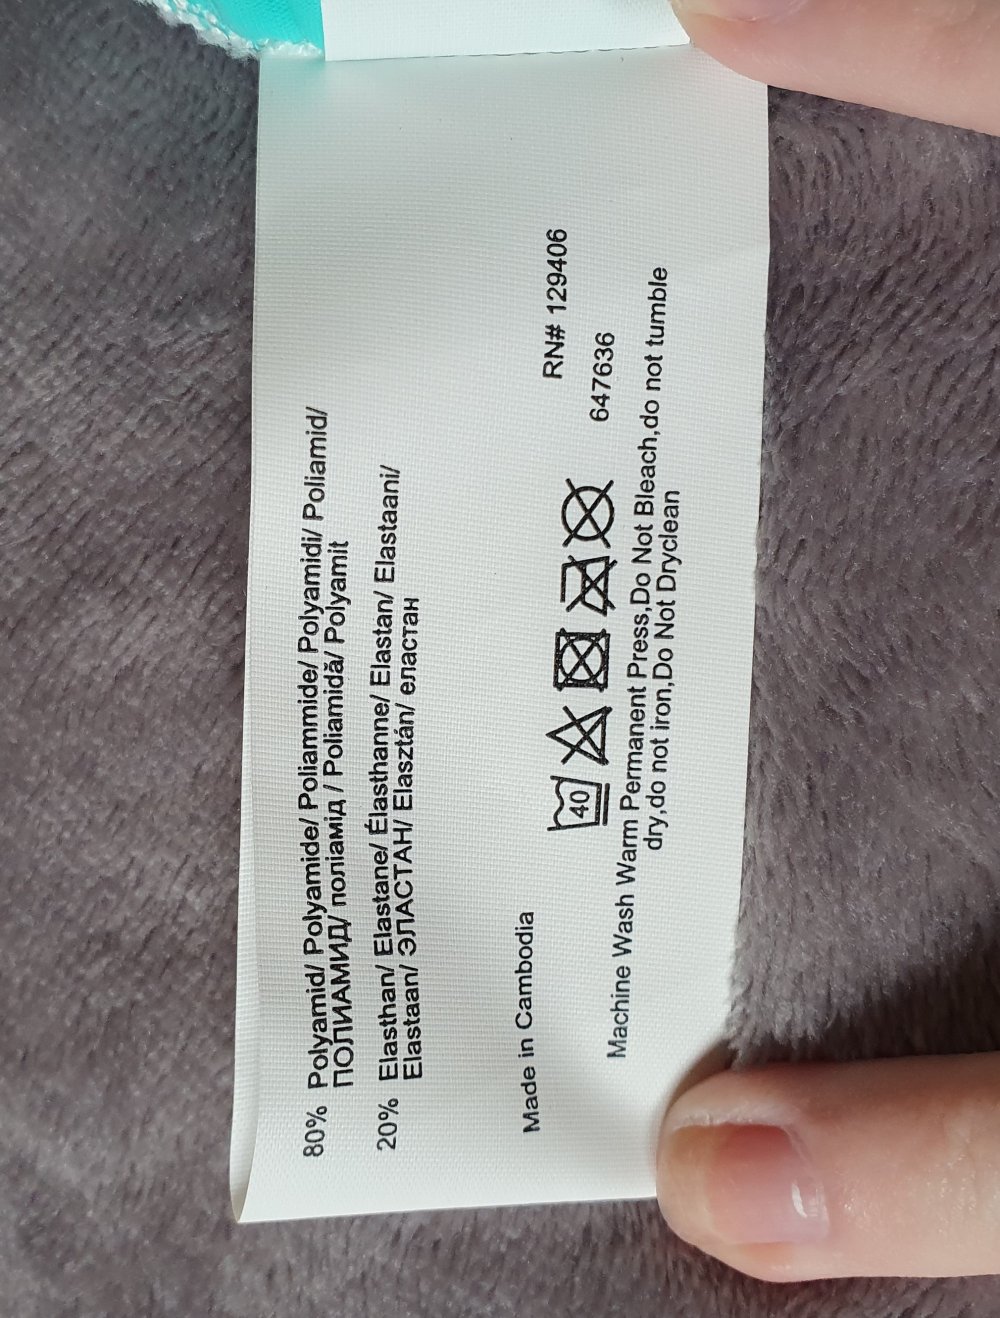 80% Polyamid/ Polyamide/ Poliammide/ Polyamidi/ Poliamid/
ПОЛИАМИД/ поліамід / Poliamidă/ Polyamit
20% Elasthan/ Elastane/ Élasthanne/ Elastan/ Elastaani/
Elastaan/ ЭЛАСТАН/ Elasztán/ еластан
Made in Cambodia
RN# 129406
40
647636
Machine Wash Warm Permanent Press,Do Not Bleach,do not tumble
dry,do not iron,Do Not Dryclean